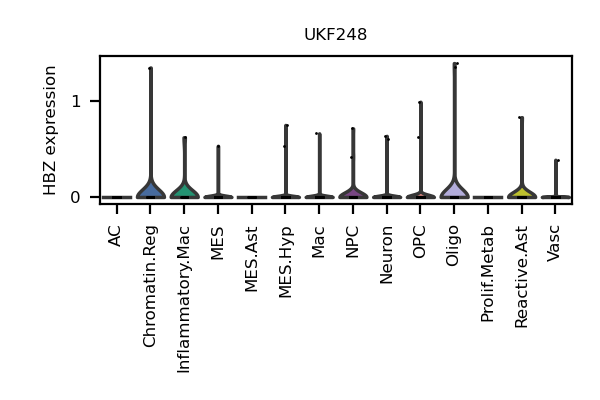 UKF248
HBZ expression
1
0
AC
Chromatin.Reg
Inflammatory.Mac
MES
MES.Ast
MES.Hyp
Mac
NPC
Neuron
OPC
Oligo
Prolif.Metab
Reactive.Ast
Vasc